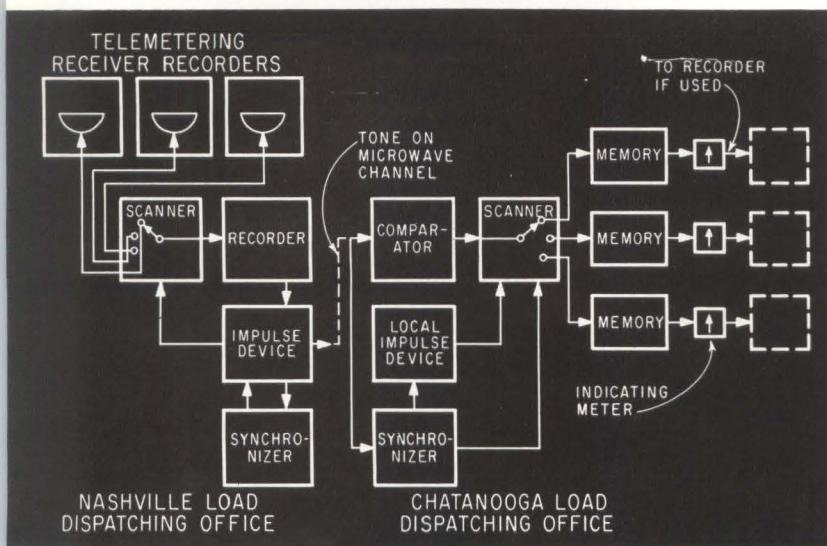 TELEMETERING
RECEIVER RECORDERS
TO RECORDER
IF USED
TONE ON
MICROWAVE
CHANNEL
SCANNER
RECORDER
COMPAR-
ATOR
SCANNER
MEMORY
MEMORY
MEMORY
IMPULSE
DEVICE
LOCAL
IMPULSE
DEVICE
INDICATING
METER
SYNCHRO-
NIZER
SYNCHRO-
NIZER
NASHVILLE LOAD
DISPATCHING OFFICE
CHATANOOGA LOAD
DISPATCHING OFFICE